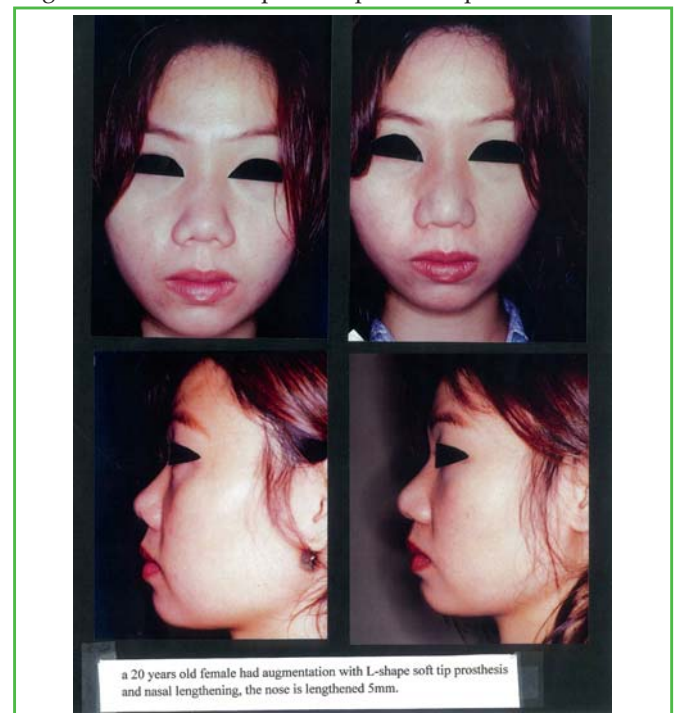 a 20 years old female had augmentation with L-shape soft tip prosthesis
and nasal lengthening, the nose is lengthened 5mm.